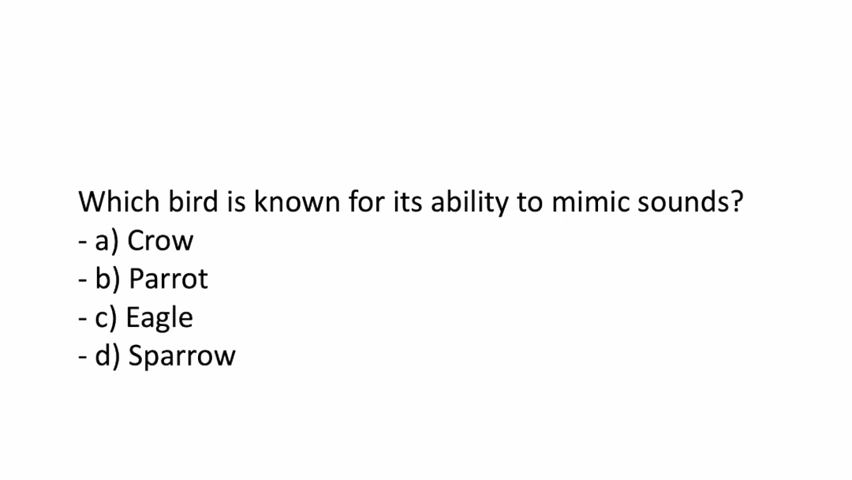 Which bird is known for its ability to mimic sounds?
- a) Crow
- b) Parrot
- c) Eagle
- d) Sparrow